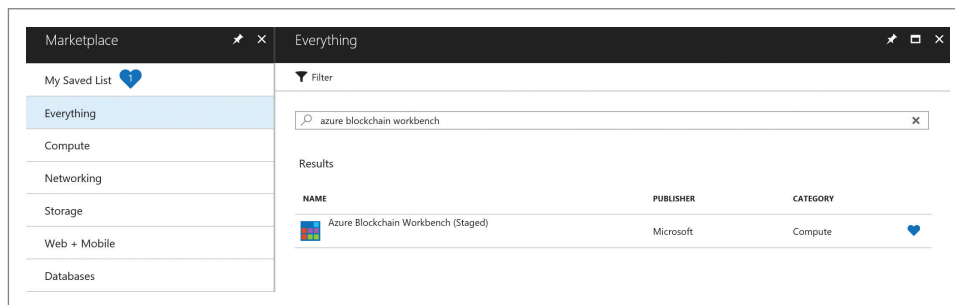 Marketplace
My Saved List 1
Everything
Compute
Networking
Storage
Web + Mobile
Databases
Everything
Filter
azure blockchain workbench
Results
NAME PUBLISHER CATEGORY
Azure Blockchain Workbench (Staged) Microsoft Compute